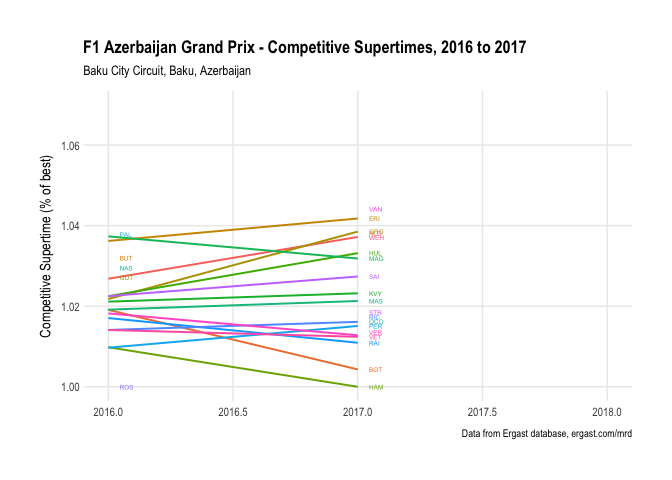 F1 Azerbaijan Grand Prix - Competitive Supertimes, 2016 to 2017
Baku City Circuit, Baku, Azerbaijan
Competitive Supertime (% of best)
1.06
1.04
1.02
1.00
VAN
ERI
WEH
PAL
HUL
MAG
BUT
NAS
GUT
SAI
KVY
MAS
STR
RIC
OCO
PER
VER
VET
RAI
BOT
ROS
HAM
2016.0 2016.5 2017.0 2017.5 2018.0
Data from Ergast database, ergast.com/mrd